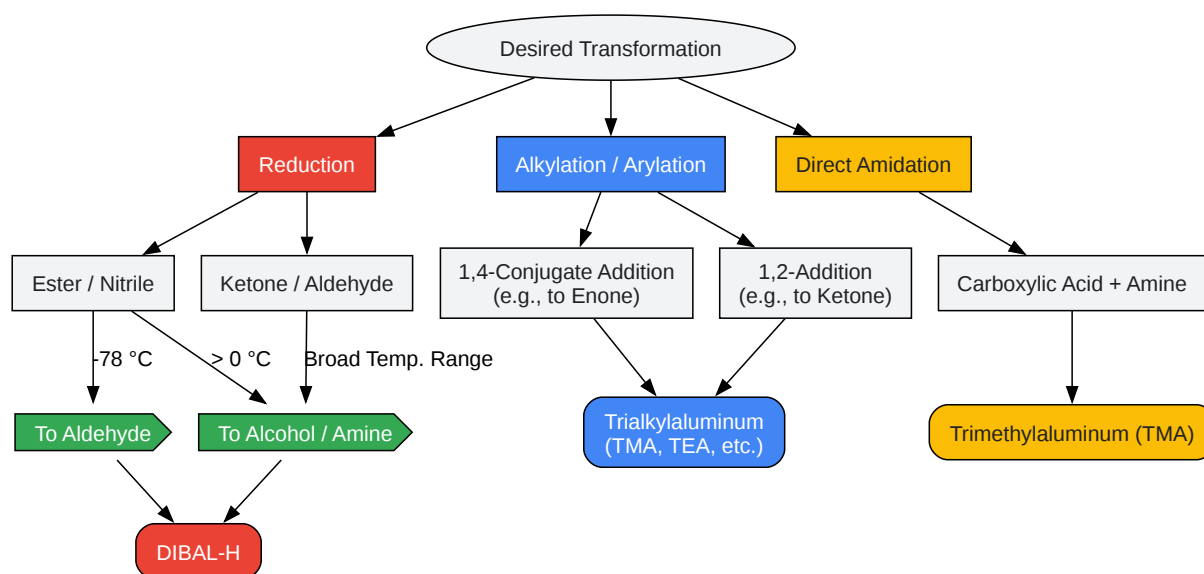 Desired Transformation
Reduction
Alkylation / Arylation
Direct Amidation
Ester / Nitrile
Ketone / Aldehyde
1,4-Conjugate Addition
(e.g., to Enone)
1,2-Addition
(e.g., to Ketone)
Carboxylic Acid + Amine
-78 °C
> 0 °C
Broad Temp. Range
To Aldehyde
To Alcohol / Amine
Trialkylaluminum
(TMA, TEA, etc.)
Trimethylaluminum (TMA)
DIBAL-H